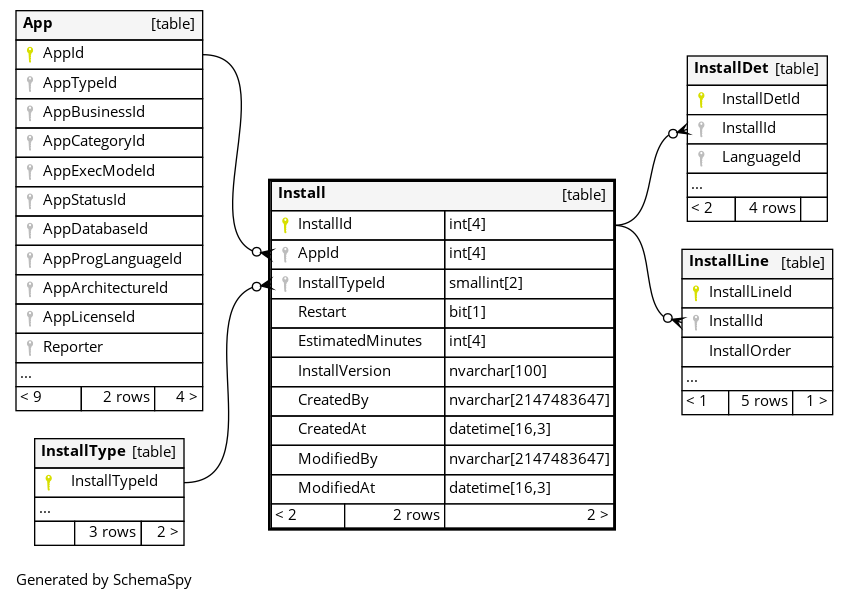 App [table]
AppId
AppTypeId
AppBusinessId
AppCategoryId
AppExecModeId
AppStatusId
AppDatabaseId
AppProgLanguageId
AppArchitectureId
AppLicenseId
Reporter
...
< 9 2 rows 4 >
InstallType [table]
InstallTypeId
...
3 rows 2 >
Install [table]
InstallId int[4]
AppId int[4]
InstallTypeId smallint[2]
Restart bit[1]
EstimatedMinutes int[4]
InstallVersion nvarchar[100]
CreatedBy nvarchar[2147483647]
CreatedAt datetime[16,3]
ModifiedBy nvarchar[2147483647]
ModifiedAt datetime[16,3]
< 2 2 rows 2 >
InstallDet [table]
InstallDetId
InstallId
LanguageId
...
< 2 4 rows
InstallLine [table]
InstallLineId
InstallId
InstallOrder
...
< 1 5 rows 1 >
Generated by SchemaSpy